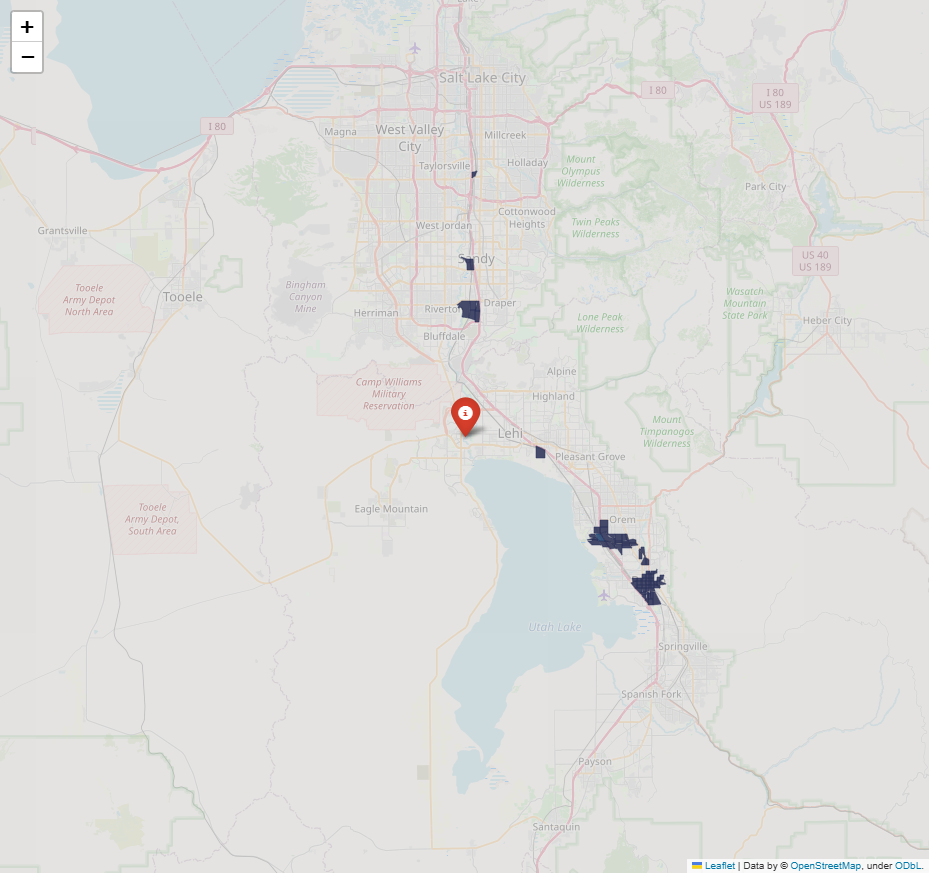 +
−
Salt Lake City
I 80
I 80
US 189
I 80
Magna
West Valley
City
Millcreek
Taylorsville
Holladay
Mount
Olympus
Wilderness
Park City
Grantsville
West Jordan
Cottonwood
Heights
Twin Peaks
Wilderness
Sandy
US 40
US 189
Tooele
Army Depot
North Area
Tooele
Bingham
Canyon
Mine
Herriman
Riverton
Draper
Bluffdale
Lone Peak
Wilderness
Wasatch
Mountain
State Park
Heber City
Alpine
Highland
Camp Williams
Military
Reservation
Lehi
Mount
Timpanogos
Wilderness
Pleasant Grove
Eagle Mountain
Tooele
Army Depot,
South Area
Orem
Utah Lake
Springville
Spanish Fork
Payson
Santaquin
Leaflet | Data by © OpenStreetMap, under ODbL.